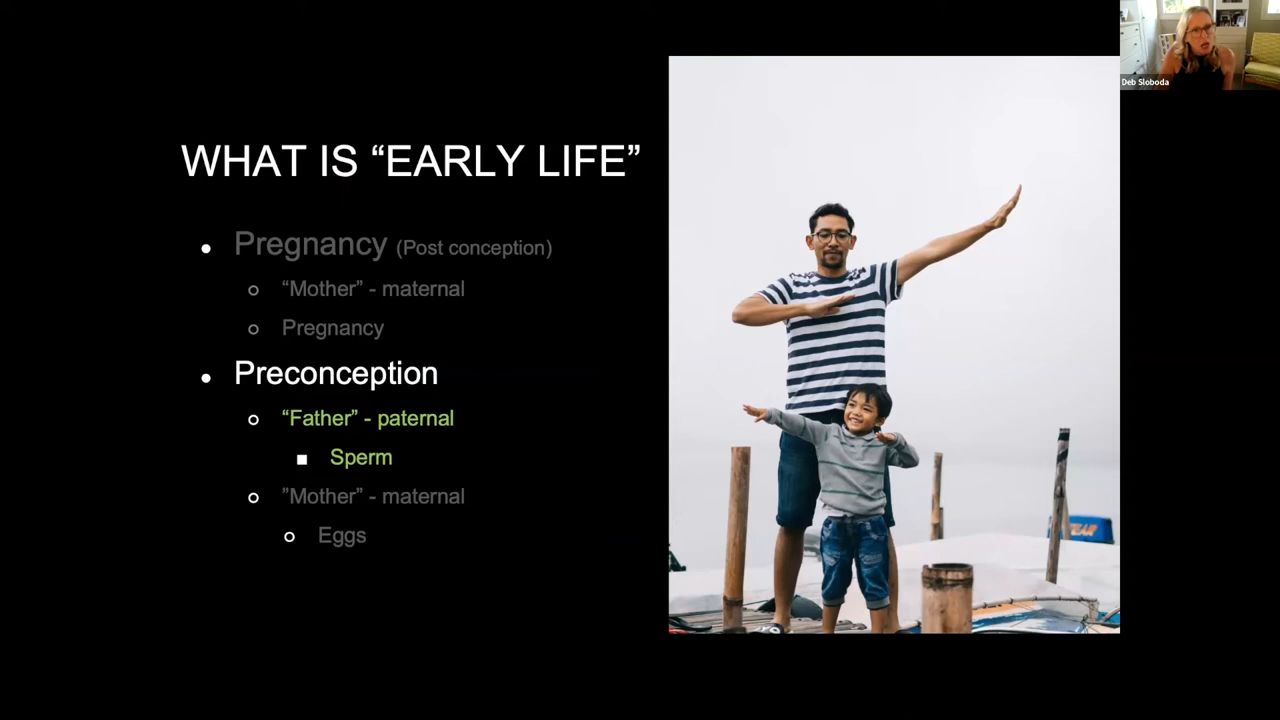 Deb Sloboda
WHAT IS “EARLY LIFE”
Pregnancy (Post conception)
“Mother” - maternal
Pregnancy
Preconception
“Father” - paternal
Sperm
”Mother” - maternal
Eggs